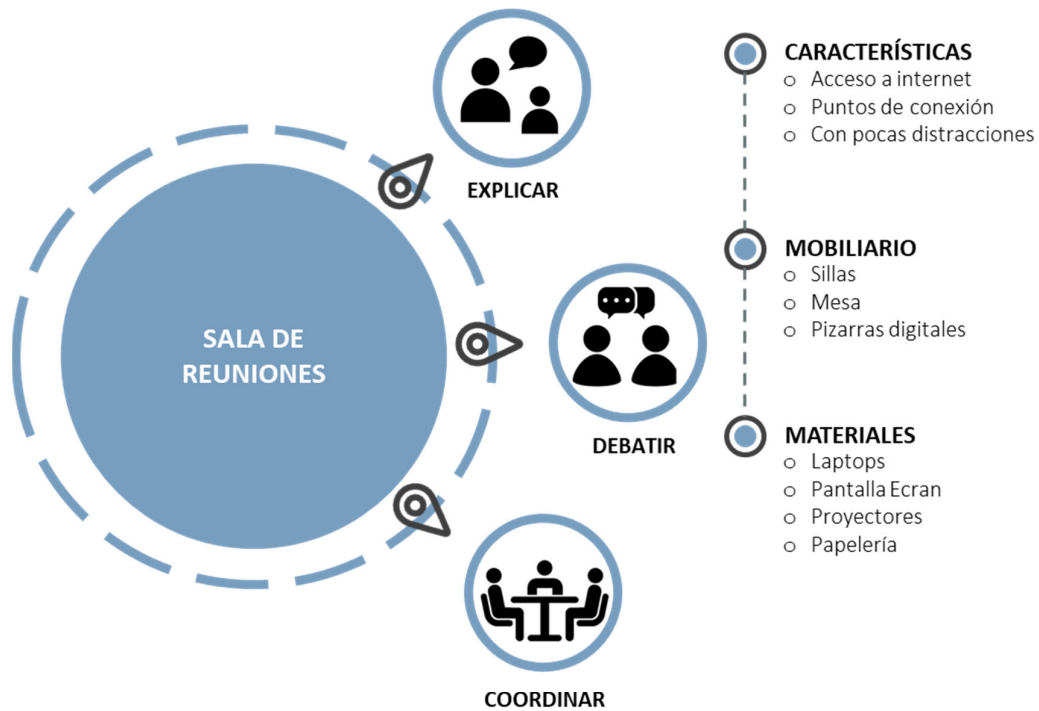 SALA DE
REUNIONES
EXPLICAR
DEBATIR
COORDINAR
CARACTERÍSTICAS
o Acceso a internet
o Puntos de conexión
o Con pocas distracciones
MOBILIARIO
o Sillas
o Mesa
o Pizarras digitales
MATERIALES
o Laptops
o Pantalla Ecran
o Proyectores
o Papelería